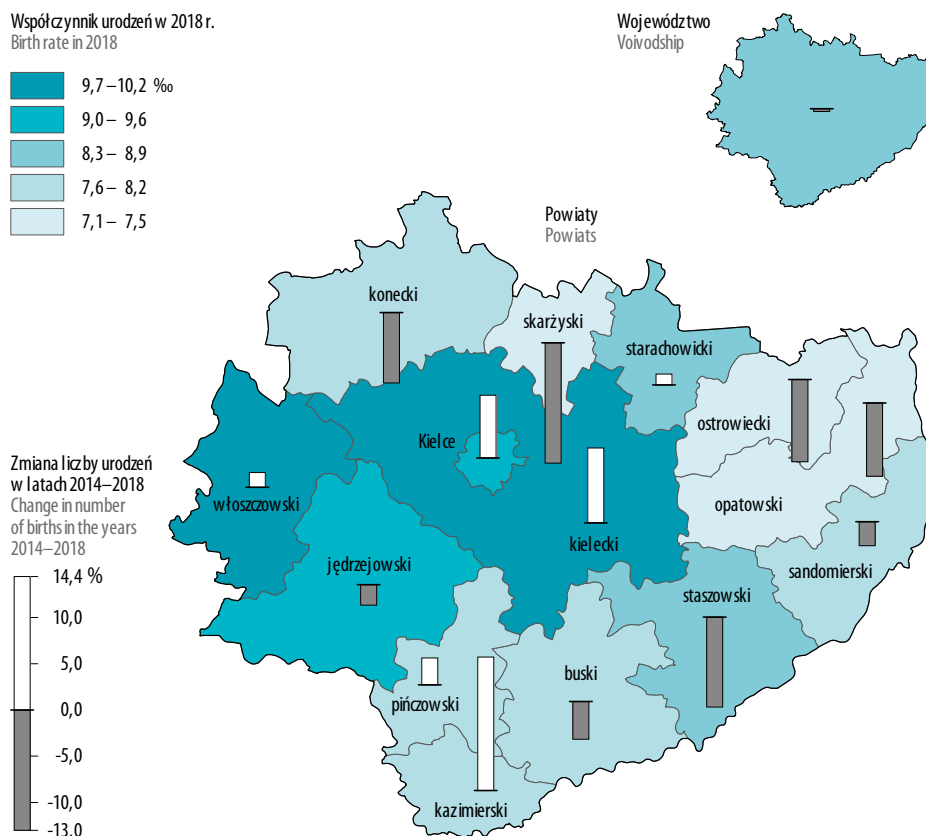 Współczynnik urodzeń w 2018 r.
Birth rate in 2018
9,7 – 10,2 ‰
9,0 – 9,6
8,3 – 8,9
7,6 – 8,2
7,1 – 7,5
Województwo
Voivodship
Powiaty
Powiats
konecki
skarżyski
starachowicki
ostrowiecki
Kielce
włoszczowski
kielecki
opatowski
jędrzejowski
sandomierski
staszowski
pińczowski
buski
kazimierski
Zmiana liczby urodzeń
w latach 2014–2018
Change in number
of births in the years
2014–2018
14,4 %
10,0
5,0
0,0
-5,0
-10,0
-13,0